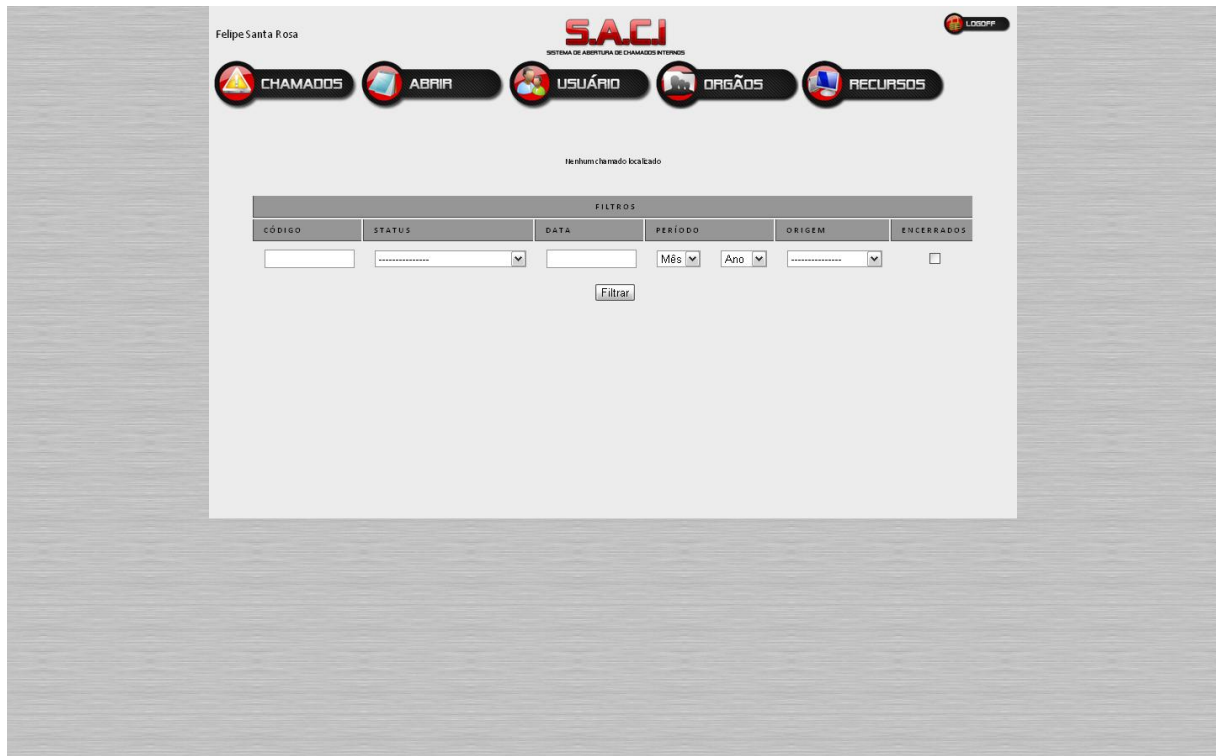 Felipe Santa Rosa
S.A.C.I
SISTEMA DE ABERTURA DE CHAMADOS INTERNOS
LOGOFF
CHAMADOS ABRIR USUÁRIO ORGÃOS RECURSOS
Nenhum chamado localizado
FILTROS
CÓDIGO STATUS DATA PERÍODO ORIGEM ENCERRADOS
--------------- Mês Ano ---------------
Filtrar